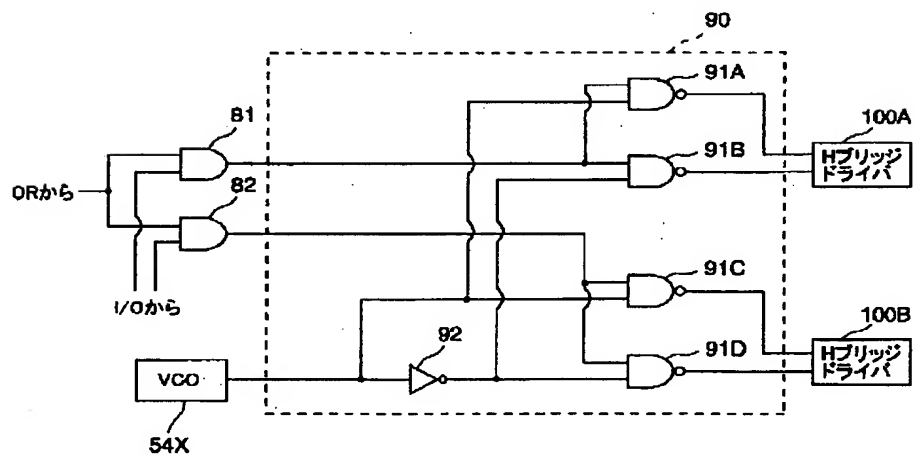 90
91A
81
100A
Hブリッジ
ドライバ
91B
ORから
82
91C
I/Oから
100B
92
91D
Hブリッジ
ドライバ
VCO
54X